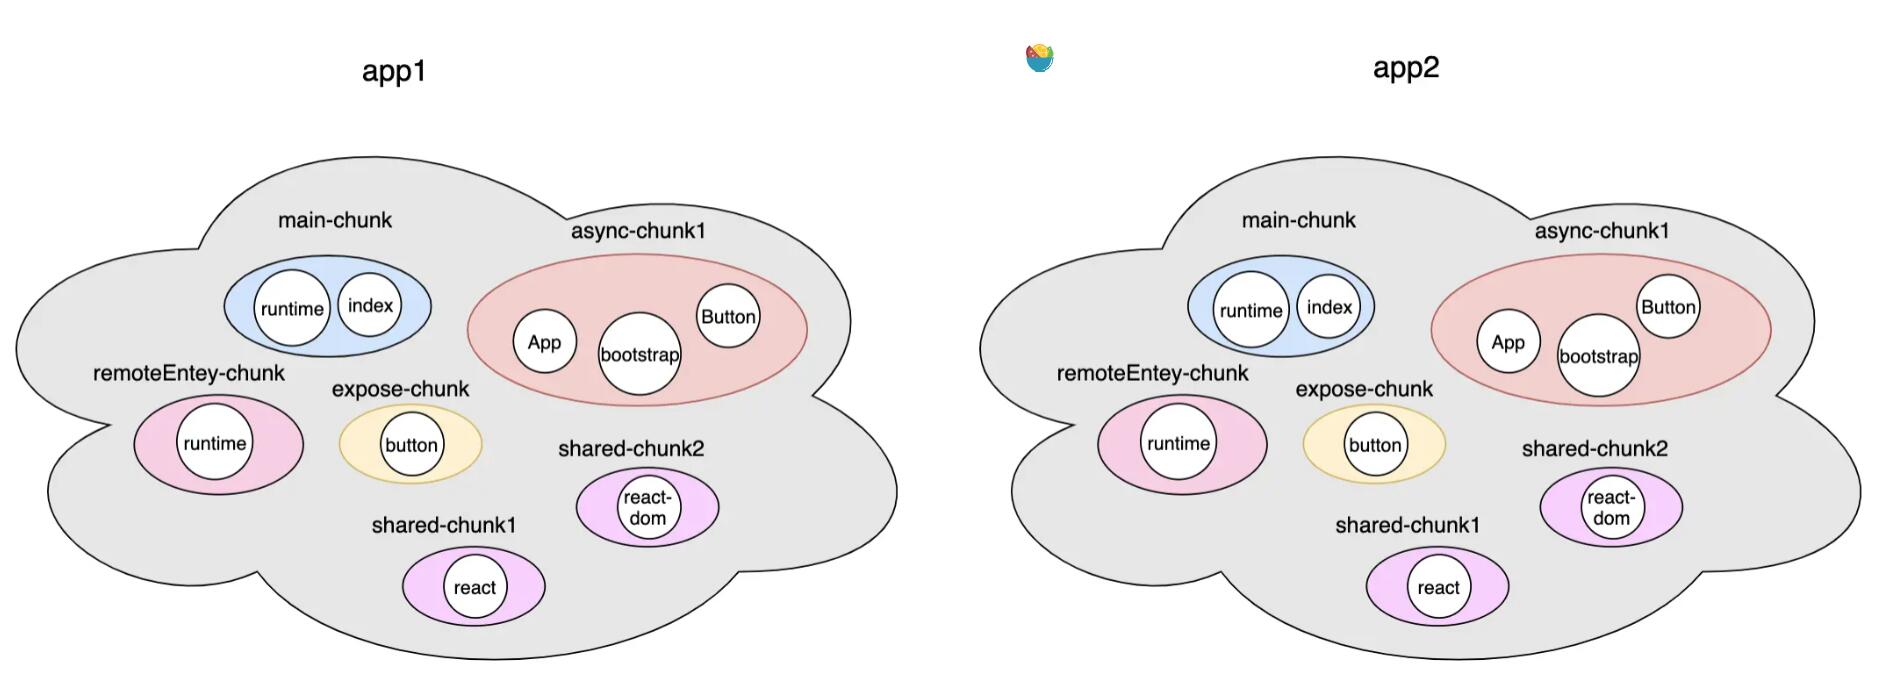 app1
main-chunk
async-chunk1
runtime
index
App
bootstrap
Button
remoteEntey-chunk
expose-chunk
runtime
button
shared-chunk2
react-
dom
shared-chunk1
react
app2
main-chunk
async-chunk1
runtime
index
App
bootstrap
Button
remoteEntey-chunk
expose-chunk
runtime
button
shared-chunk2
react-
dom
shared-chunk1
react